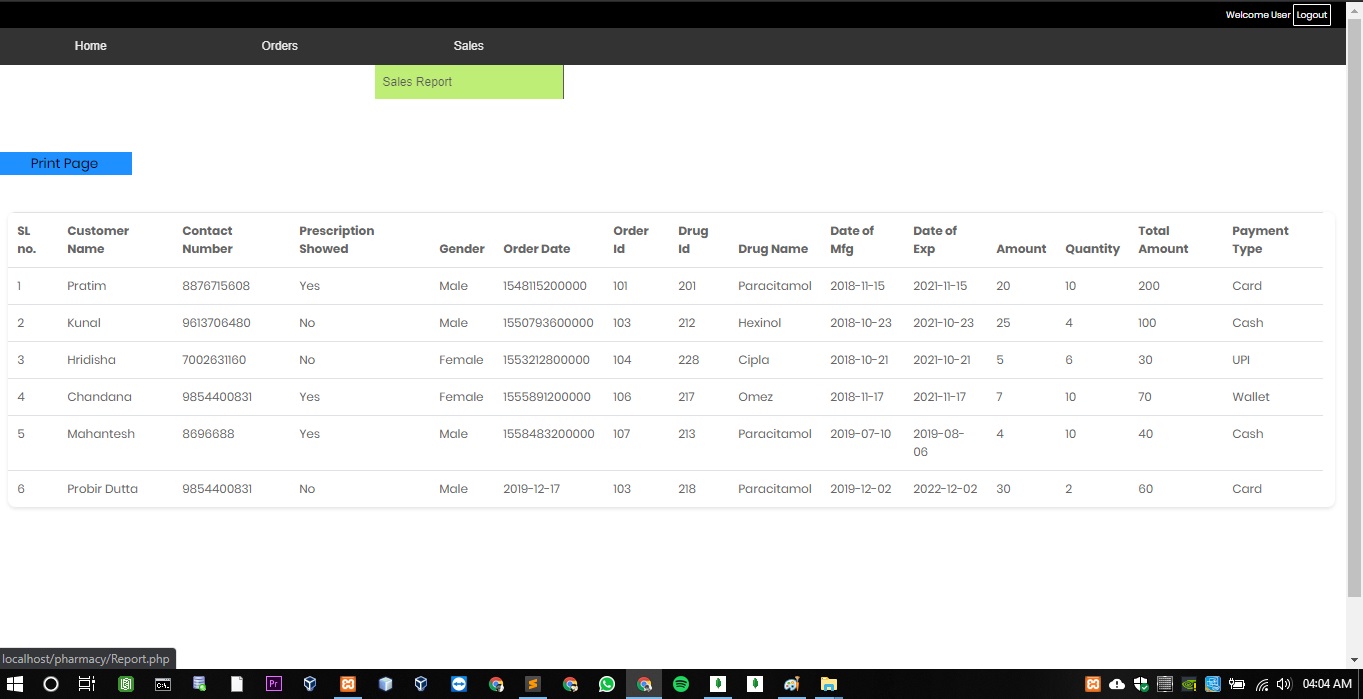 Welcome User Logout
Home Orders Sales
Sales Report
Print Page
SL no. Customer Name Contact Number Prescription Showed Gender Order Date Order Id Drug Id Drug Name Date of Mfg Date of Exp Amount Quantity Total Amount Payment Type
1 Pratim 8876715608 Yes Male 1548115200000 101 201 Paracitamol 2018-11-15 2021-11-15 20 10 200 Card
2 Kunal 9613706480 No Male 1550793600000 103 212 Hexinol 2018-10-23 2021-10-23 25 4 100 Cash
3 Hridisha 7002631160 No Female 1553212800000 104 228 Cipla 2018-10-21 2021-10-21 5 6 30 UPI
4 Chandana 9854400831 Yes Female 1555891200000 106 217 Omez 2018-11-17 2021-11-17 7 10 70 Wallet
5 Mahantesh 8696688 Yes Male 1558483200000 107 213 Paracitamol 2019-07-10 2019-08-06 4 10 40 Cash
6 Probir Dutta 9854400831 No Male 2019-12-17 103 218 Paracitamol 2019-12-02 2022-12-02 30 2 60 Card
localhost/pharmacy/Report.php
04:04 AM